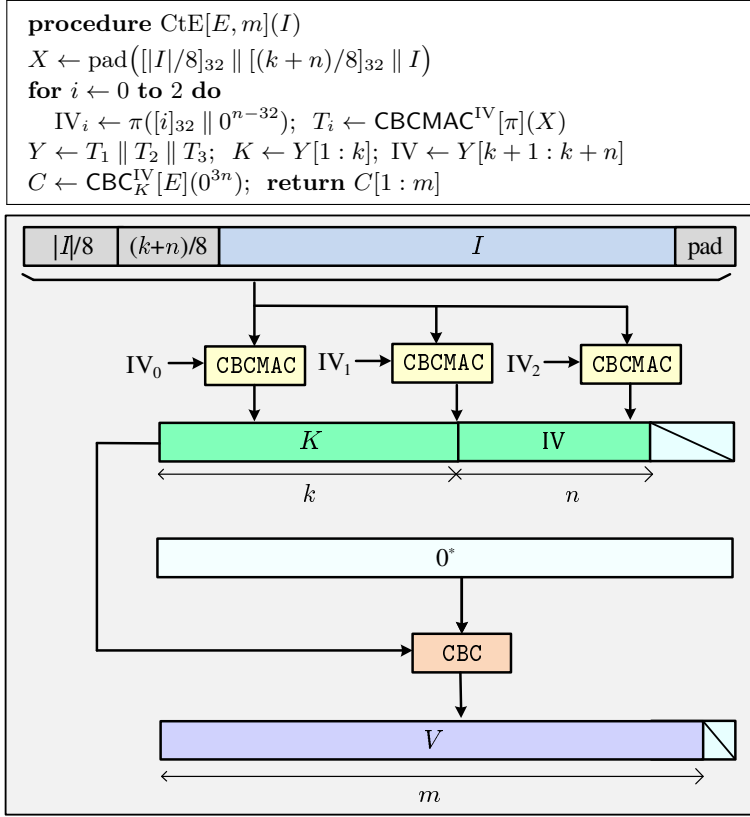 procedure CtE[E, m](I)
X ← pad([|I|/8]₃₂ ∥ [(k + n)/8]₃₂ ∥ I)
for i ← 0 to 2 do
IVᵢ ← π([i]₃₂ ∥ 0ⁿ⁻³²); Tᵢ ← CBCMAC^IV[π](X)
Y ← T₁ ∥ T₂ ∥ T₃; K ← Y[1 : k]; IV ← Y[k + 1 : k + n]
C ← CBC_K^IV[E](0³ⁿ); return C[1 : m]
|I|/8 (k+n)/8 I pad
IV₀ CBCMAC IV₁ CBCMAC IV₂ CBCMAC
K IV
k n
0*
CBC
V
m